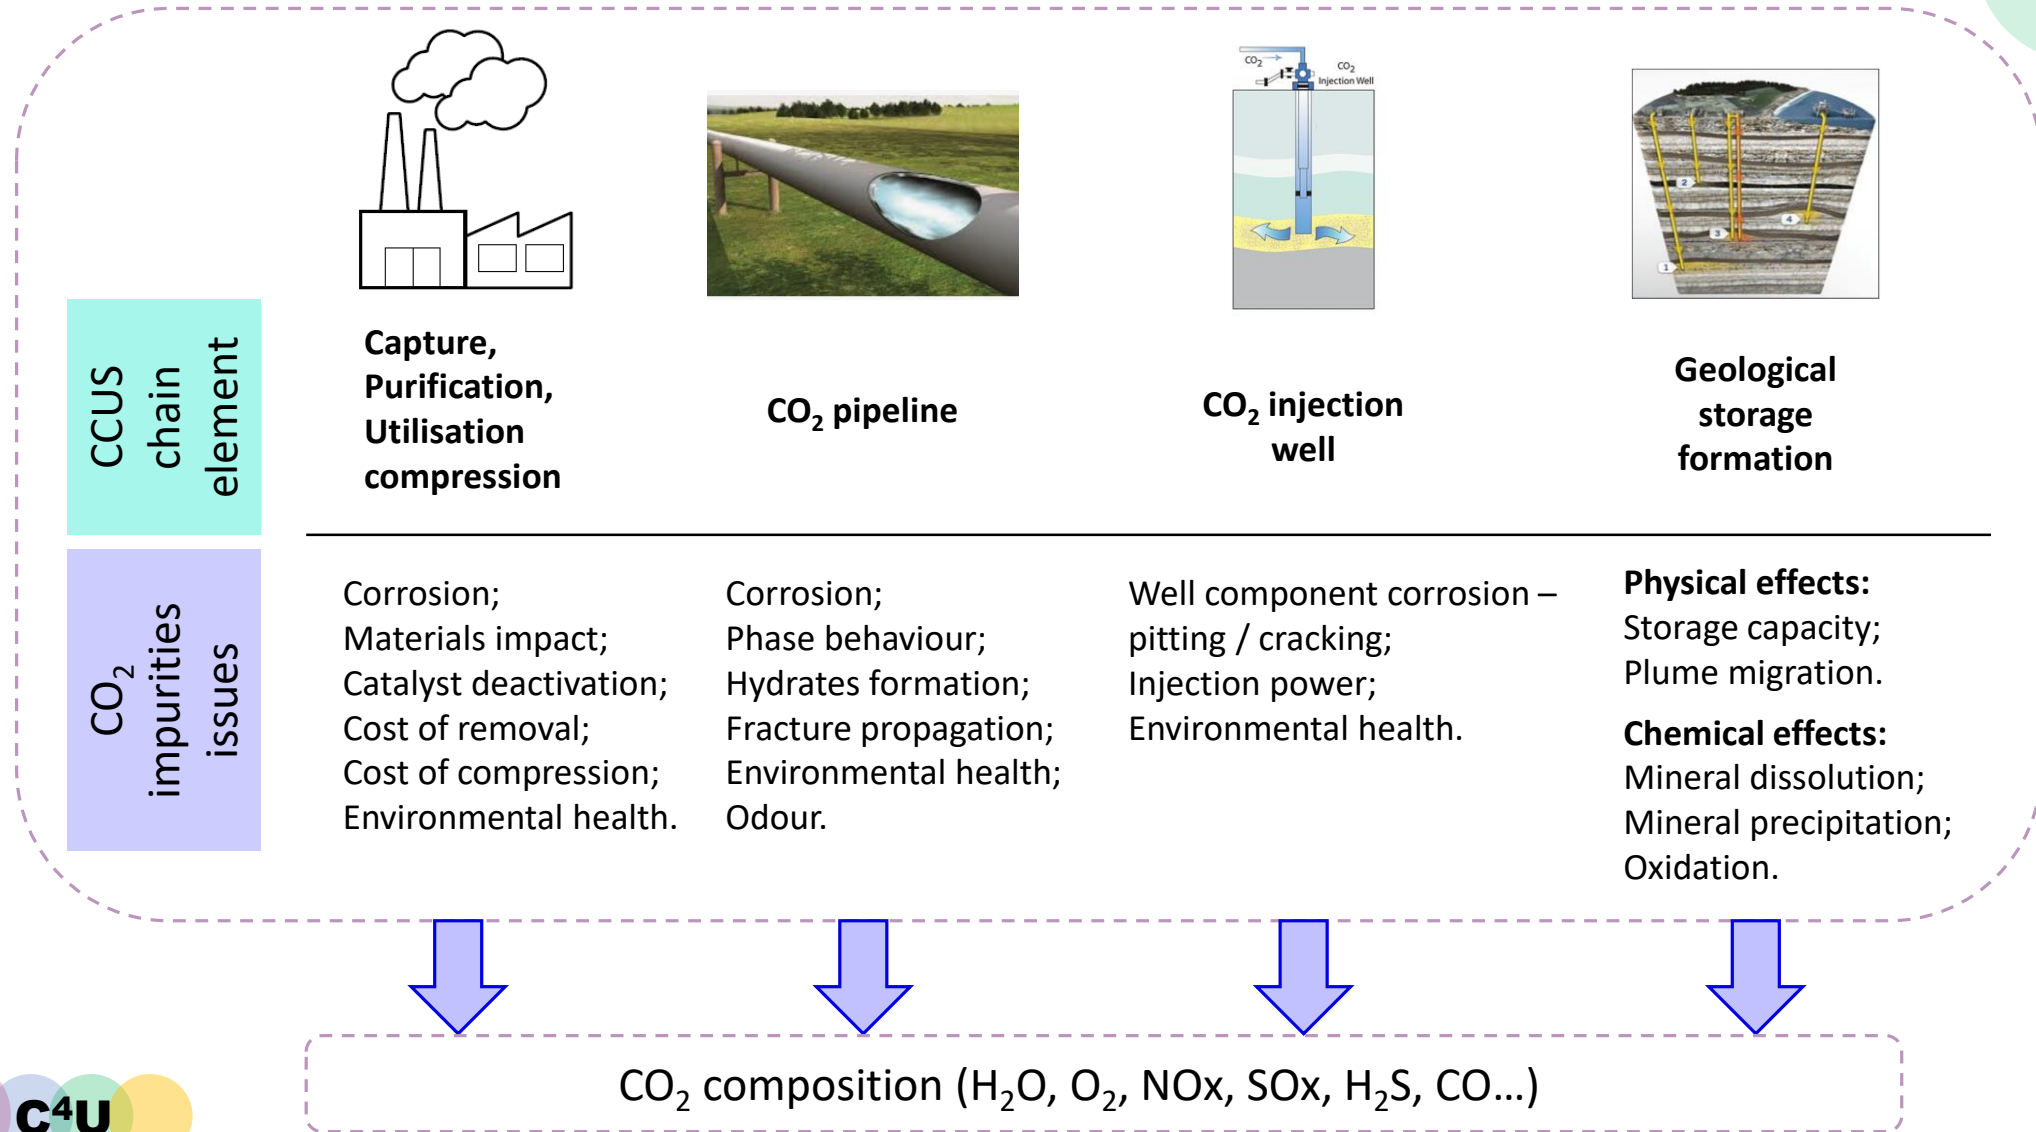 CO₂
CO₂
Injection Well
2
4
3
1
CCUS
chain
element
Capture,
Purification,
Utilisation
compression
CO₂ pipeline
CO₂ injection
well
Geological
storage
formation
CO₂
impurities
issues
Corrosion;
Materials impact;
Catalyst deactivation;
Cost of removal;
Cost of compression;
Environmental health.
Corrosion;
Phase behaviour;
Hydrates formation;
Fracture propagation;
Environmental health;
Odour.
Well component corrosion –
pitting / cracking;
Injection power;
Environmental health.
Physical effects:
Storage capacity;
Plume migration.
Chemical effects:
Mineral dissolution;
Mineral precipitation;
Oxidation.
CO₂ composition (H₂O, O₂, NOx, SOx, H₂S, CO...)
C⁴U